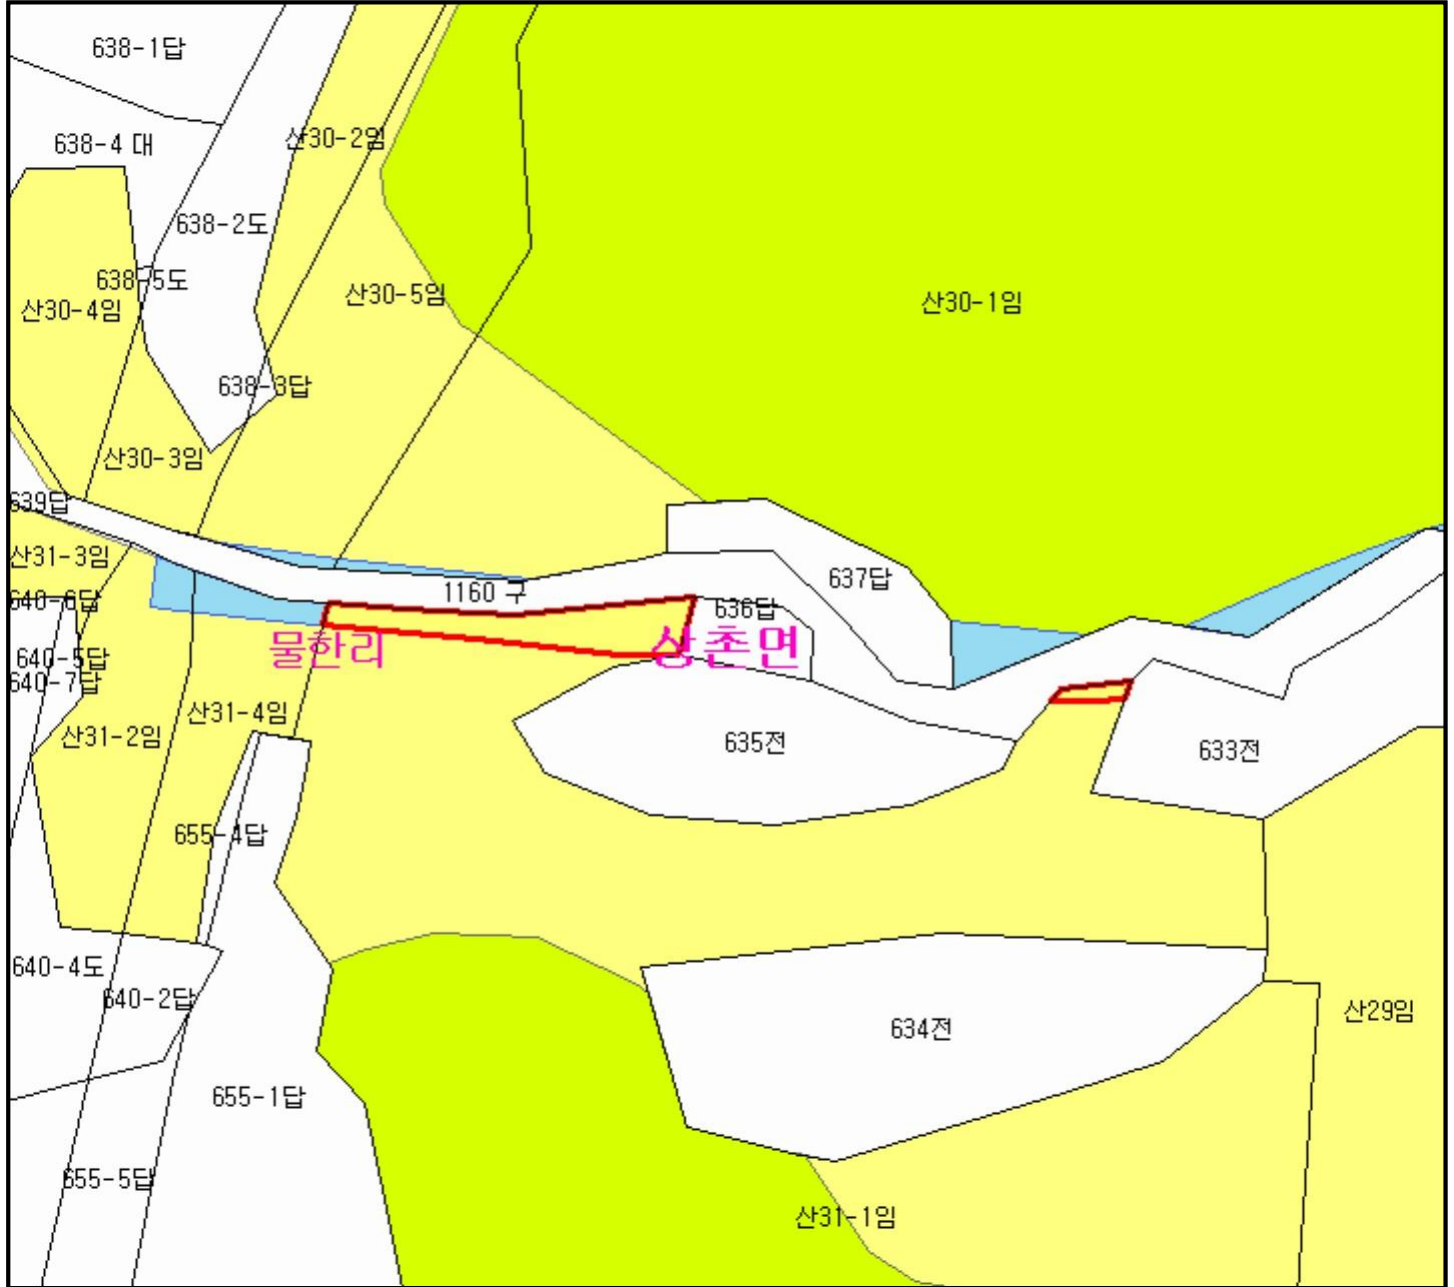 638-1답
638-4 대
산30-2임
638-2도
638-5도
산30-4임
산30-5임
산30-1임
638-3답
산30-3임
639답
산31-3임
1160 구
637답
640-6답
636답
물한리
상촌면
640-5답
640-7답
산31-4임
산31-2임
635전
633전
655-4답
640-4도
640-2답
산29임
634전
655-1답
655-5답
산31-1임